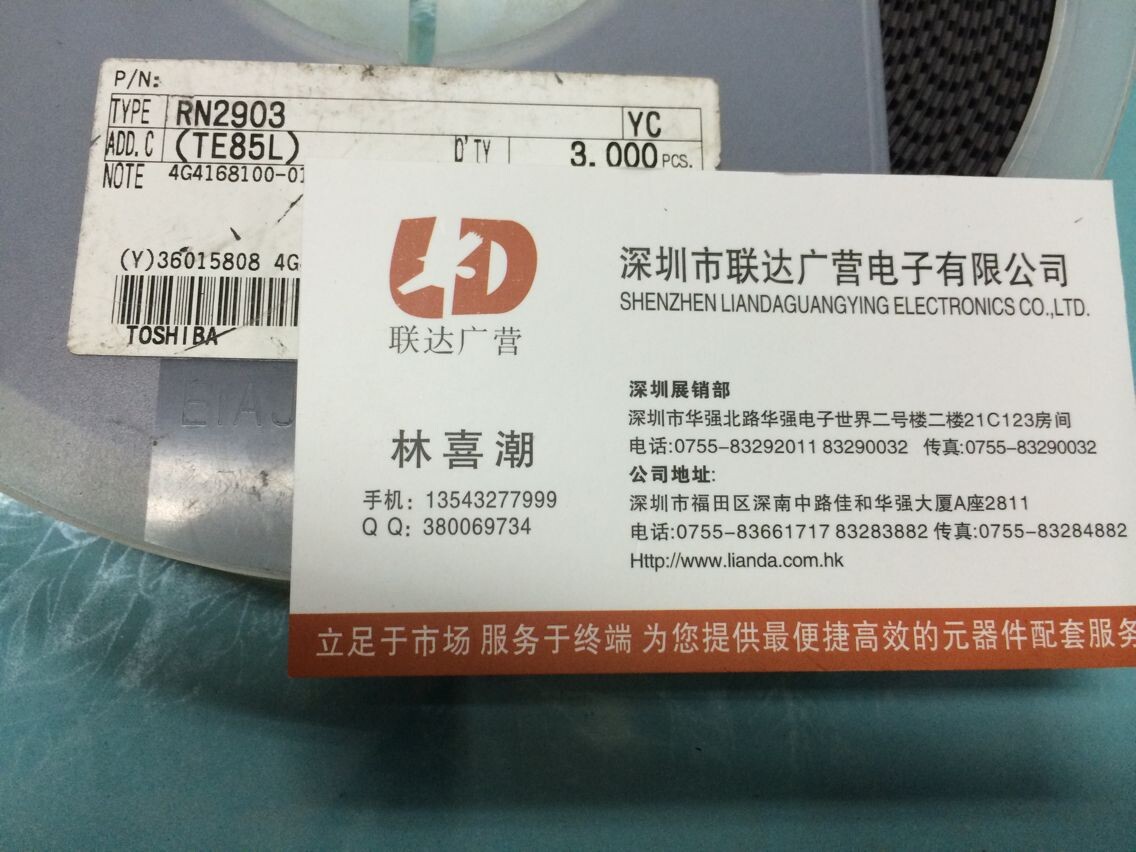 P/N:
TYPE RN2903 YC
ADD.C (TE85L) Q'TY 3.000 PCS.
NOTE 4G4168100-01
(Y)36015808 4G
TOSHIBA
EIAJ
LD
联达广营
深圳市联达广营电子有限公司
SHENZHEN LIANDAGUANGYING ELECTRONICS CO.,LTD.
林喜潮
手机：13543277999
Q Q：380069734
深圳展销部
深圳市华强北路华强电子世界二号楼二楼21C123房间
电话:0755-83292011 83290032 传真:0755-83290032
公司地址:
深圳市福田区深南中路佳和华强大厦A座2811
电话:0755-83661717 83283882 传真:0755-83284882
Http://www.lianda.com.hk
立足于市场 服务于终端 为您提供最便捷高效的元器件配套服务